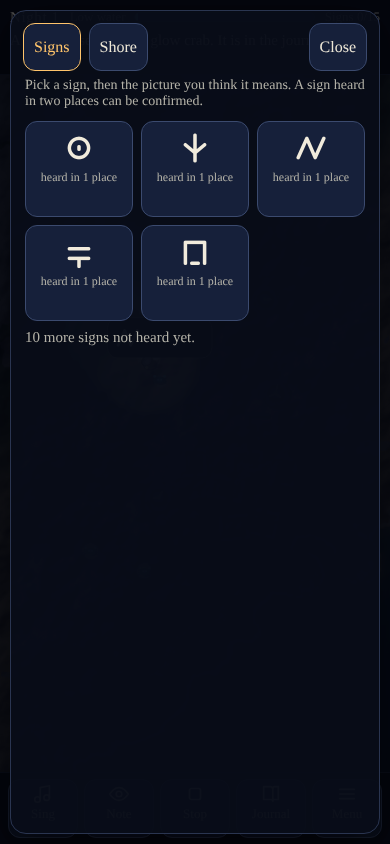 Signs Shore Close
Pick a sign, then the picture you think it means. A sign heard
in two places can be confirmed.
heard in 1 place heard in 1 place heard in 1 place
heard in 1 place heard in 1 place
10 more signs not heard yet.